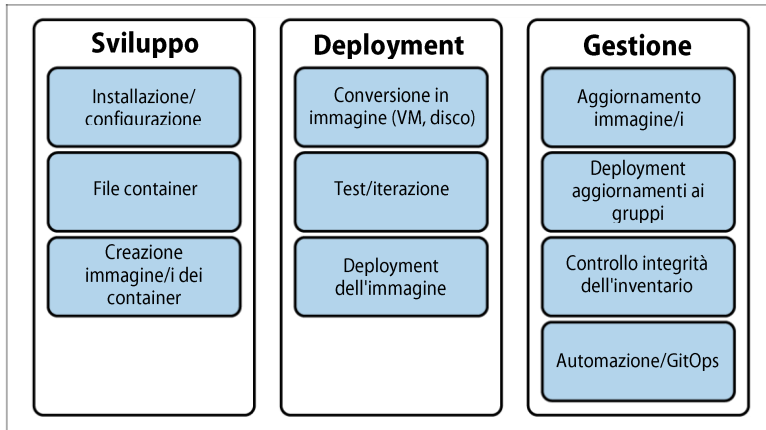 Sviluppo
Installazione/
configurazione
File container
Creazione
immagine/i dei
container
Deployment
Conversione in
immagine (VM, disco)
Test/iterazione
Deployment
dell'immagine
Gestione
Aggiornamento
immagine/i
Deployment
aggiornamenti ai
gruppi
Controllo integrità
dell'inventario
Automazione/GitOps